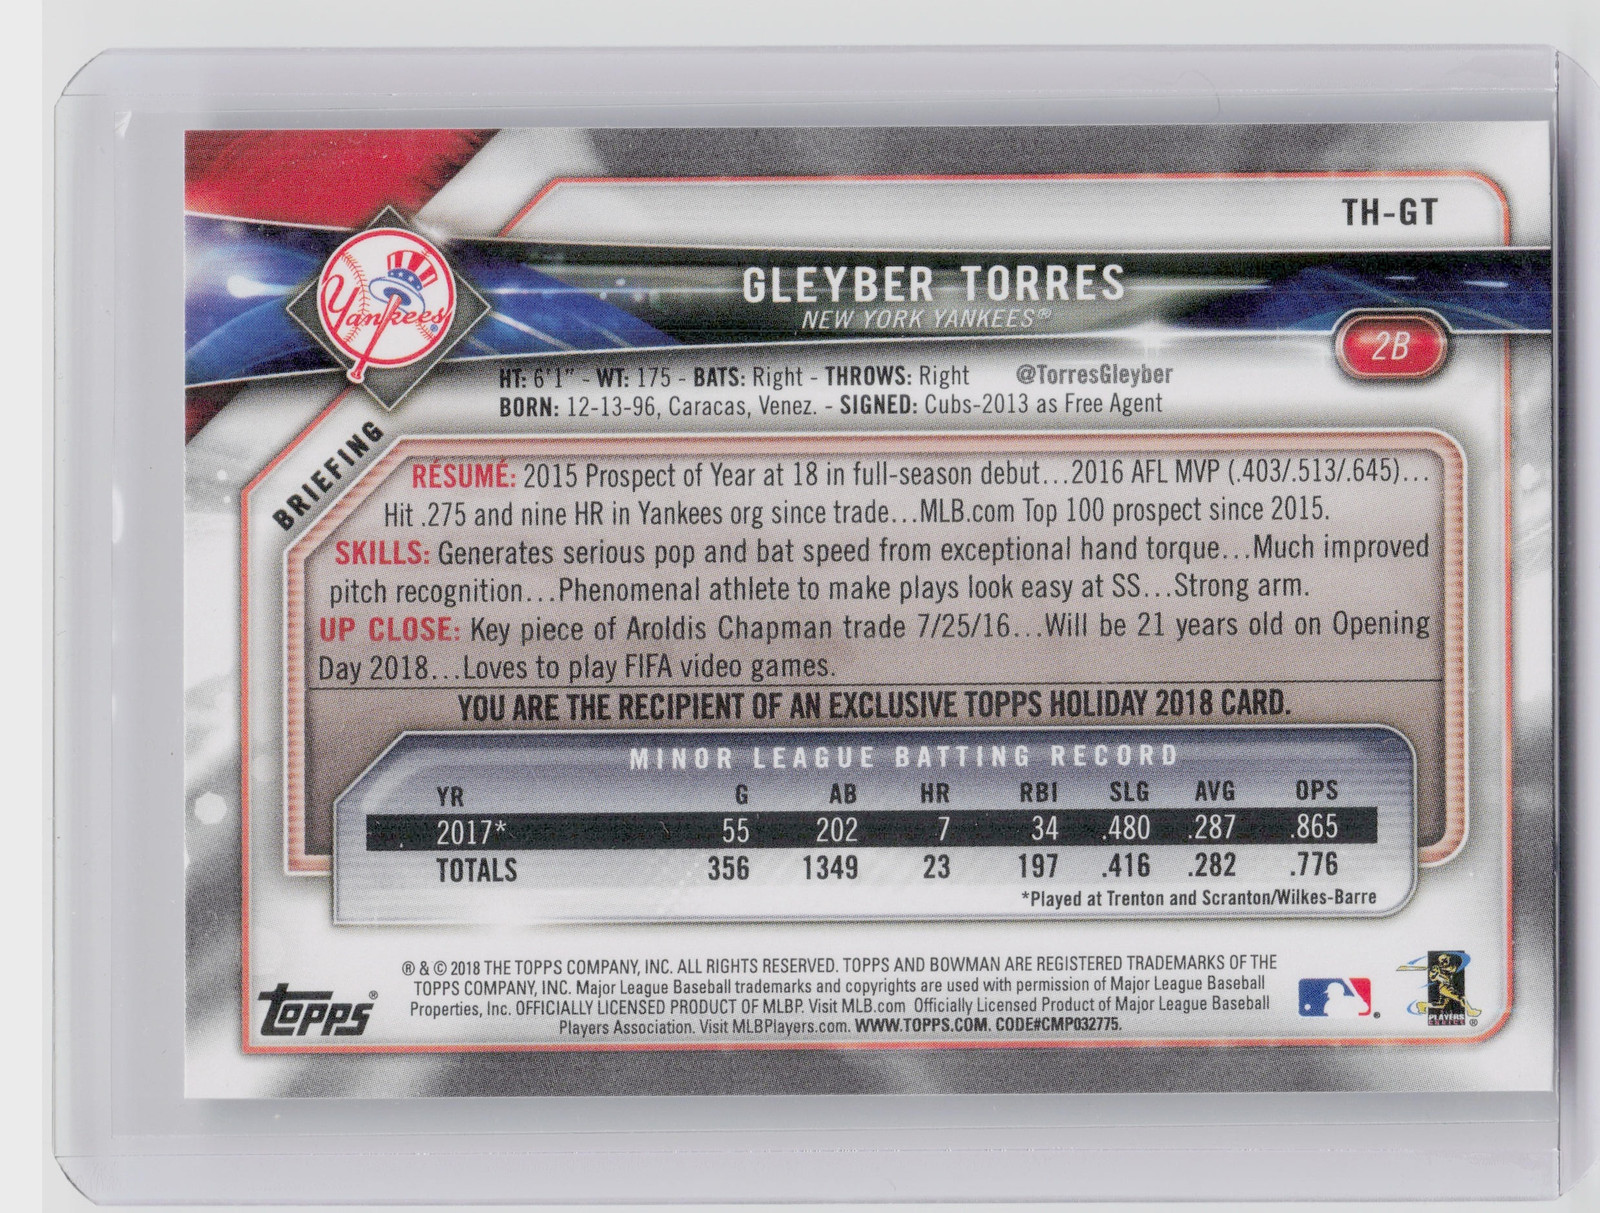 TH-GT
Yankees
GLEYBER TORRES
NEW YORK YANKEES®
2B
HT: 6'1" - WT: 175 - BATS: Right - THROWS: Right @TorresGleyber
BORN: 12-13-96, Caracas, Venez. - SIGNED: Cubs-2013 as Free Agent
BRIEFING
RÉSUMÉ: 2015 Prospect of Year at 18 in full-season debut...2016 AFL MVP (.403/.513/.645)...
Hit .275 and nine HR in Yankees org since trade...MLB.com Top 100 prospect since 2015.
SKILLS: Generates serious pop and bat speed from exceptional hand torque...Much improved
pitch recognition...Phenomenal athlete to make plays look easy at SS...Strong arm.
UP CLOSE: Key piece of Aroldis Chapman trade 7/25/16...Will be 21 years old on Opening
Day 2018...Loves to play FIFA video games.
YOU ARE THE RECIPIENT OF AN EXCLUSIVE TOPPS HOLIDAY 2018 CARD.
MINOR LEAGUE BATTING RECORD
YR G AB HR RBI SLG AVG OPS
2017* 55 202 7 34 .480 .287 .865
TOTALS 356 1349 23 197 .416 .282 .776
*Played at Trenton and Scranton/Wilkes-Barre
® & © 2018 THE TOPPS COMPANY, INC. ALL RIGHTS RESERVED. TOPPS AND BOWMAN ARE REGISTERED TRADEMARKS OF THE
TOPPS COMPANY, INC. Major League Baseball trademarks and copyrights are used with permission of Major League Baseball
Properties, Inc. OFFICIALLY LICENSED PRODUCT OF MLBP. Visit MLB.com Officially Licensed Product of Major League Baseball
Players Association. Visit MLBPlayers.com. WWW.TOPPS.COM. CODE#CMP032775.
topps®
PLAYERS
CHOICE ®